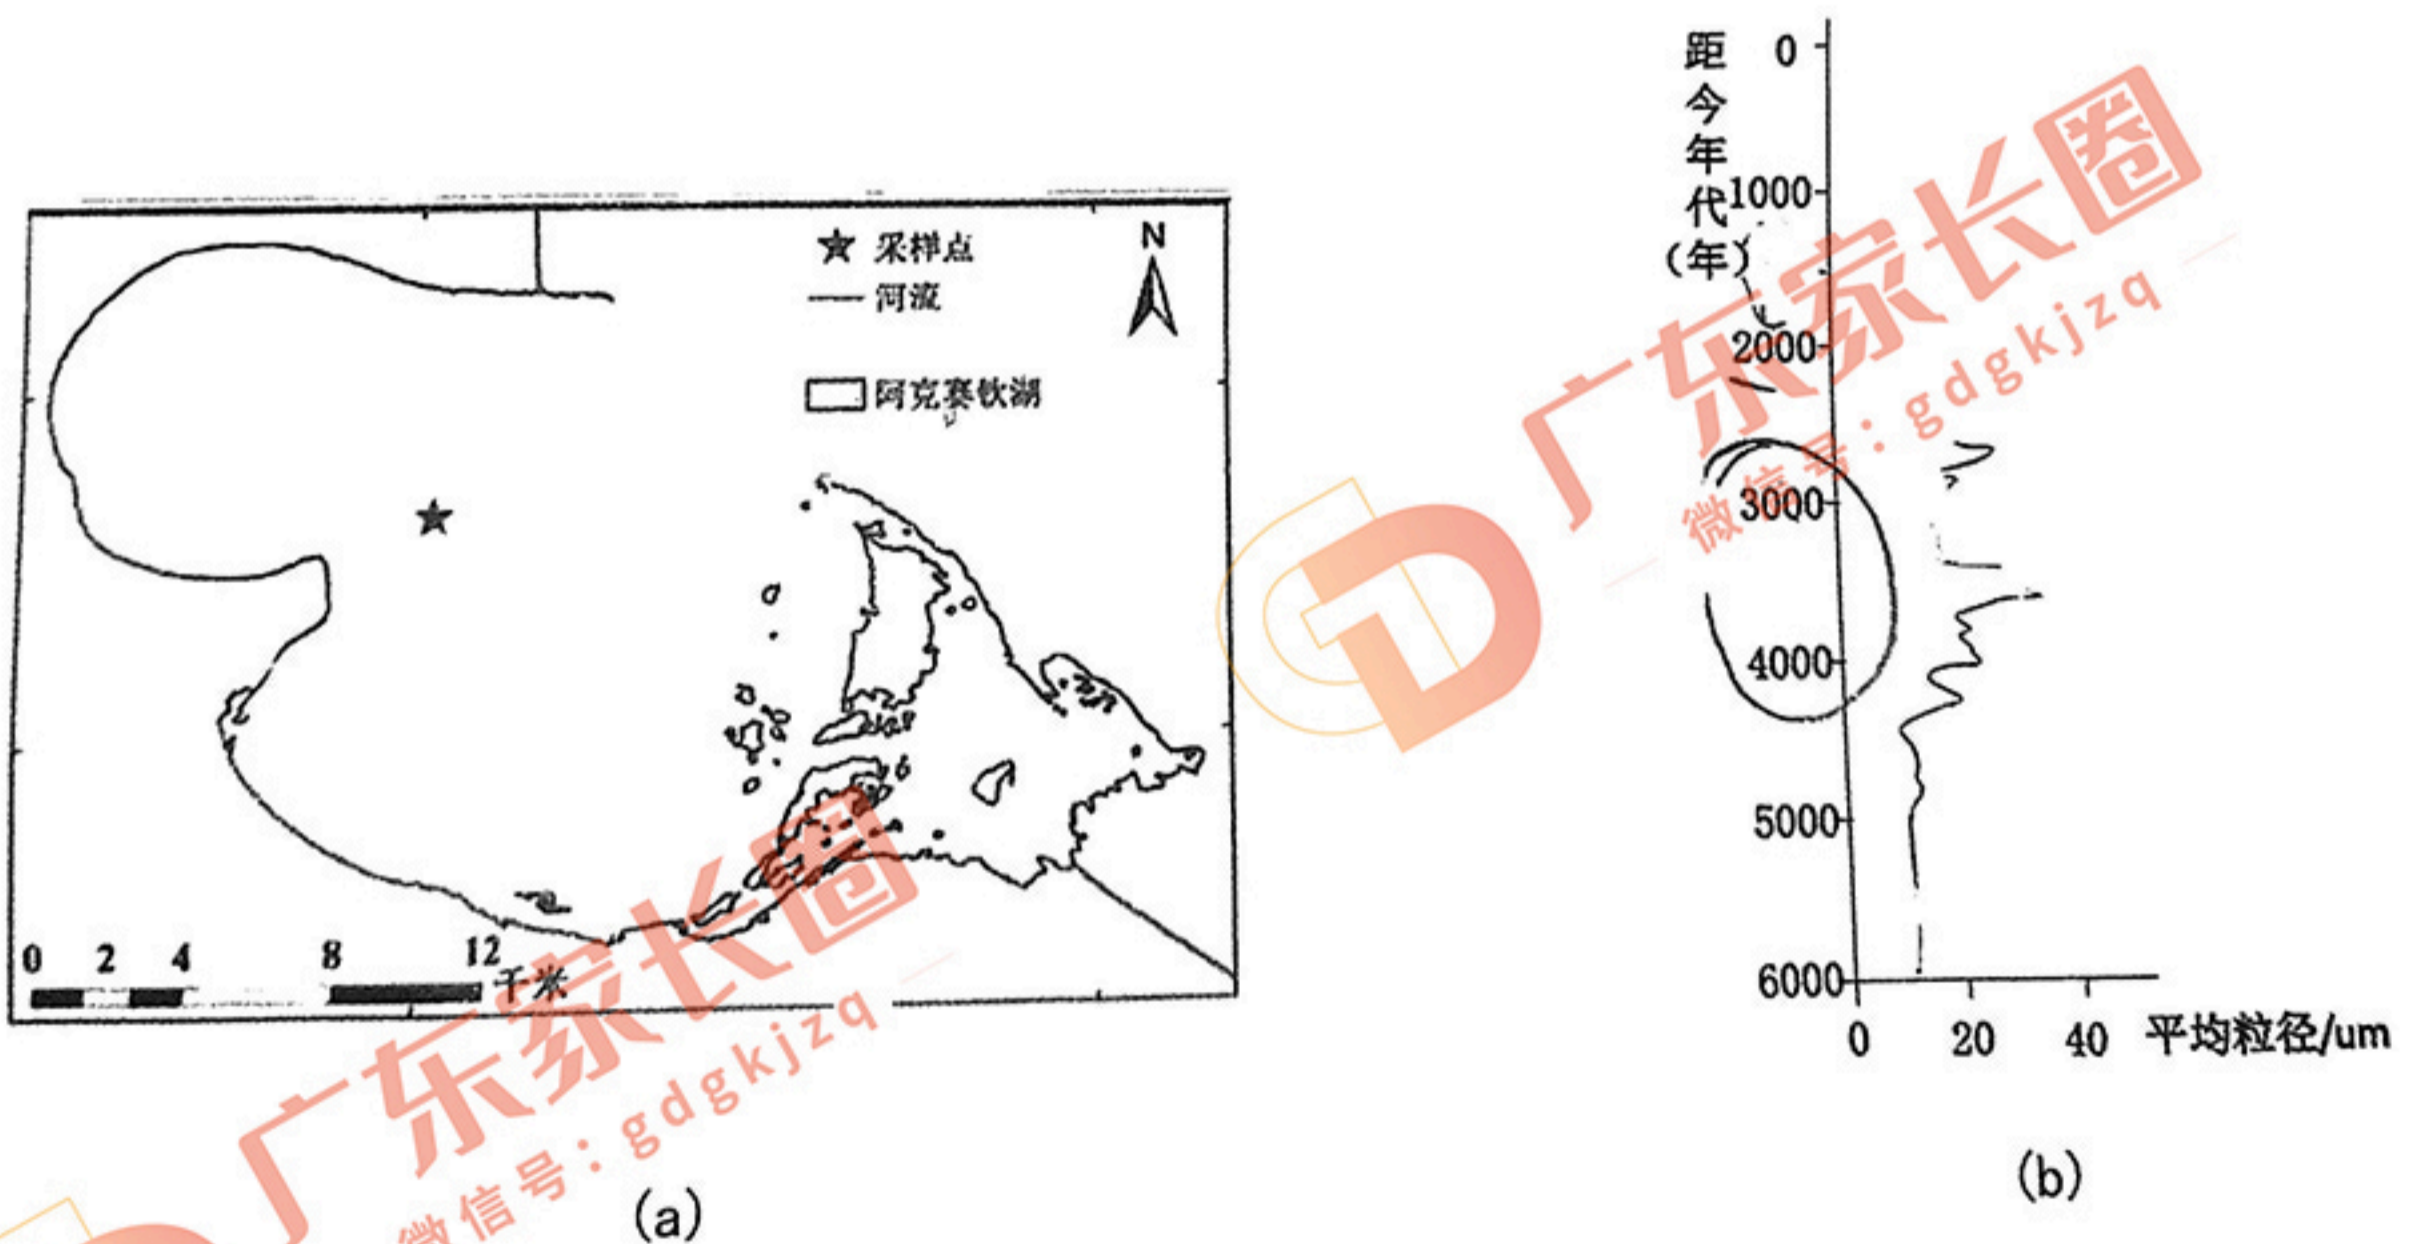 ★ 采样点
— 河流
阿克赛钦湖
N
6
0 2 4 8 12
千米
(a)
距今年代(年)
0
1000
2000
3000
4000
5000
6000
0 20 40 平均粒径/um
(b)
广东家长圈
微信号：gdgkjzq
广东家长圈
微信号：gdgkjzq